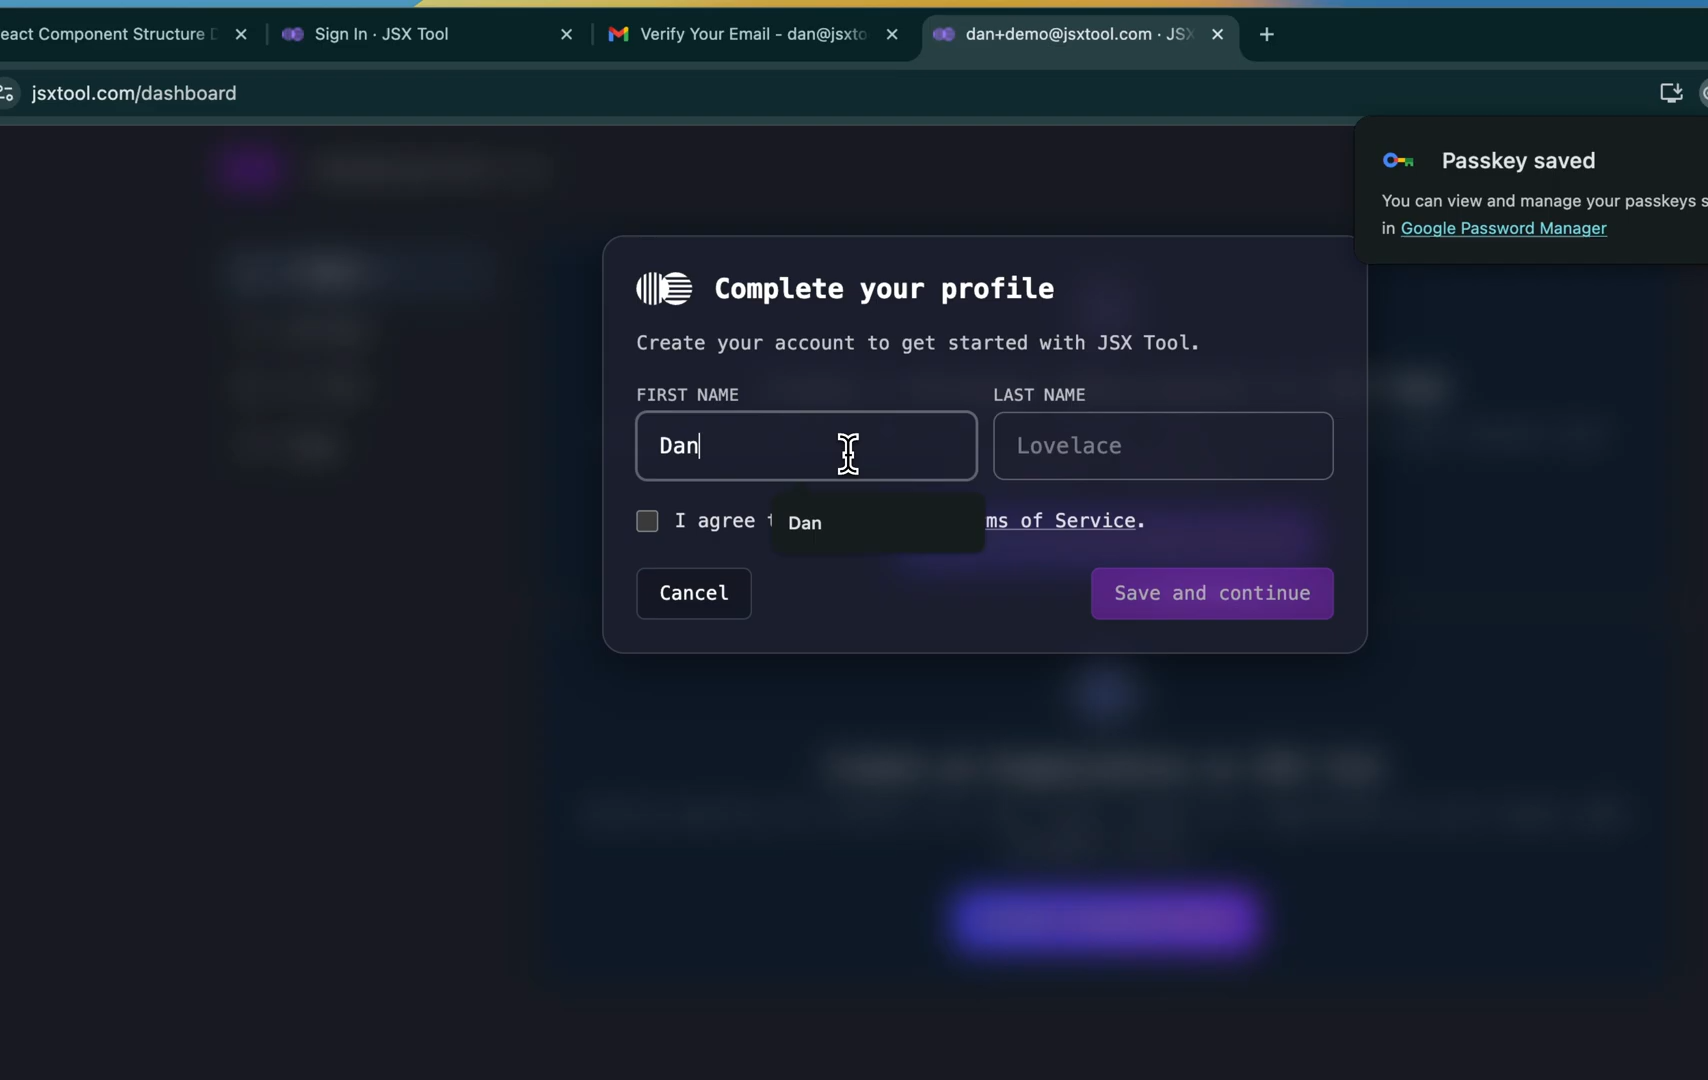 eact Component Structure
Sign In · JSX Tool
Verify Your Email - dan@jsxto
dan+demo@jsxtool.com · JSX
jsxtool.com/dashboard
Passkey saved
You can view and manage your passkeys s
in Google Password Manager
Complete your profile
Create your account to get started with JSX Tool.
FIRST NAME
LAST NAME
Dan
Lovelace
I agree t
Dan
ms of Service.
Cancel
Save and continue